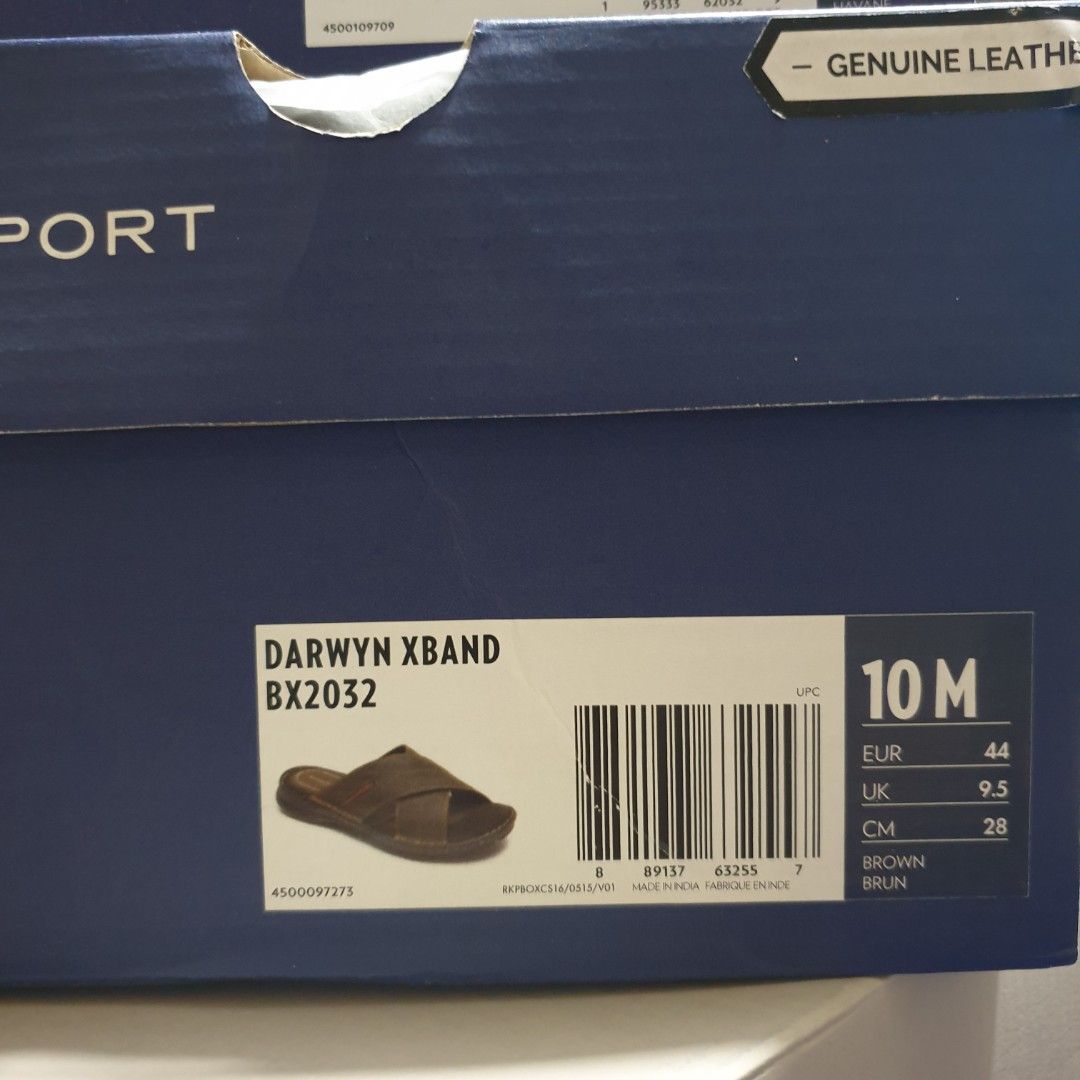 4500109709
1 95333 62032
GENUINE LEATHE
PORT
DARWYN XBAND
BX2032
UPC
8 89137 63255 7
4500097273
RKPBOXCS16/0515/V01 MADE IN INDIA FABRIQUE EN INDE
10 M
EUR 44
UK 9.5
CM 28
BROWN
BRUN